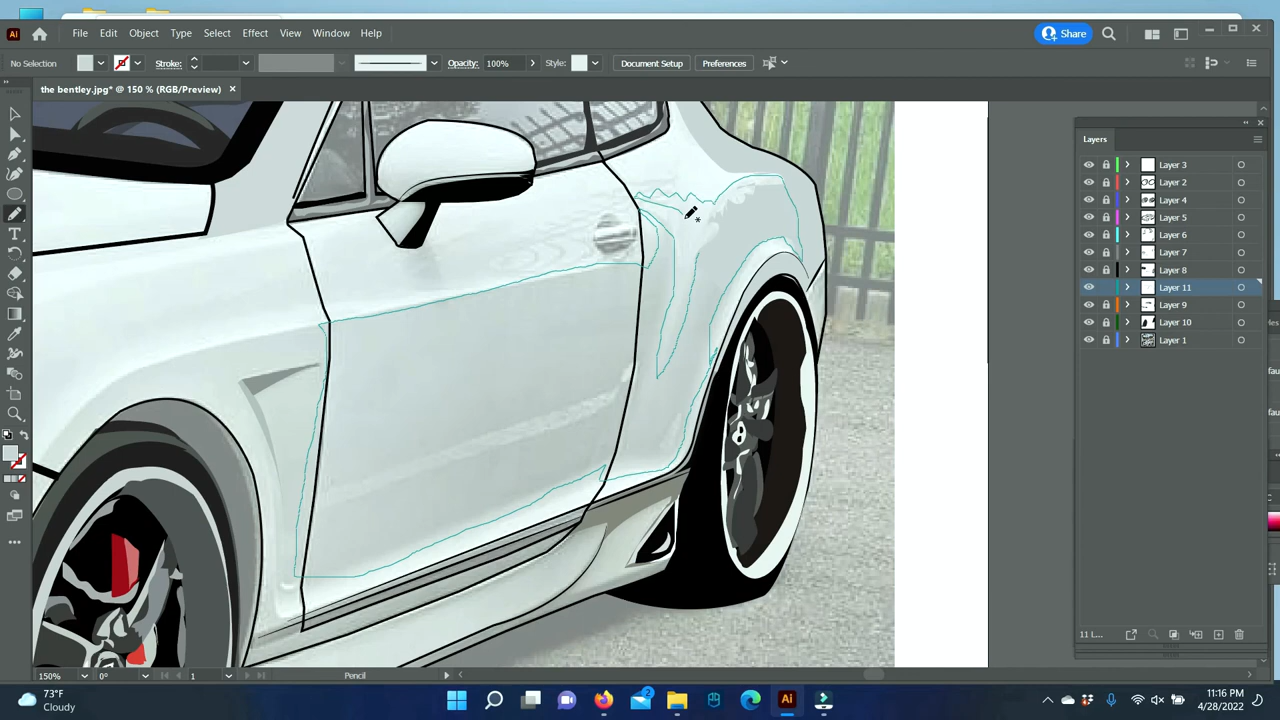 Ai
File Edit Object Type Select Effect View Window Help
Share
No Selection
Stroke:
Opacity: 100%
Style:
Document Setup
Preferences
the bentley.jpg* @ 150 % (RGB/Preview)
Layers
Layer 3
Layer 2
Layer 4
Layer 5
Layer 6
Layer 7
Layer 8
Layer 11
Layer 9
Layer 10
Layer 1
11 L...
150%
0°
1
Pencil
73°F
Cloudy
2
Ai
11:16 PM
4/28/2022